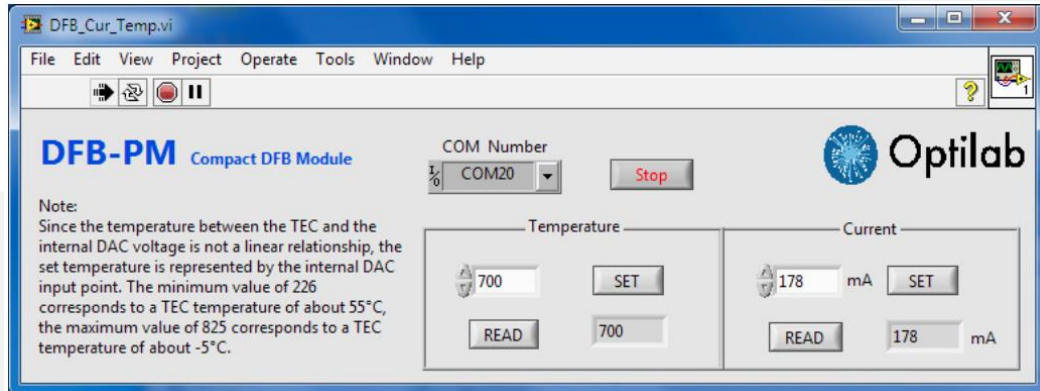 DFB_Cur_Temp.vi
File Edit View Project Operate Tools Window Help
1
DFB-PM Compact DFB Module
COM Number
COM20
Stop
Optilab
Note:
Since the temperature between the TEC and the
internal DAC voltage is not a linear relationship, the
set temperature is represented by the internal DAC
input point. The minimum value of 226
corresponds to a TEC temperature of about 55°C,
the maximum value of 825 corresponds to a TEC
temperature of about -5°C.
Temperature
700 SET
READ 700
Current
178 mA SET
READ 178 mA